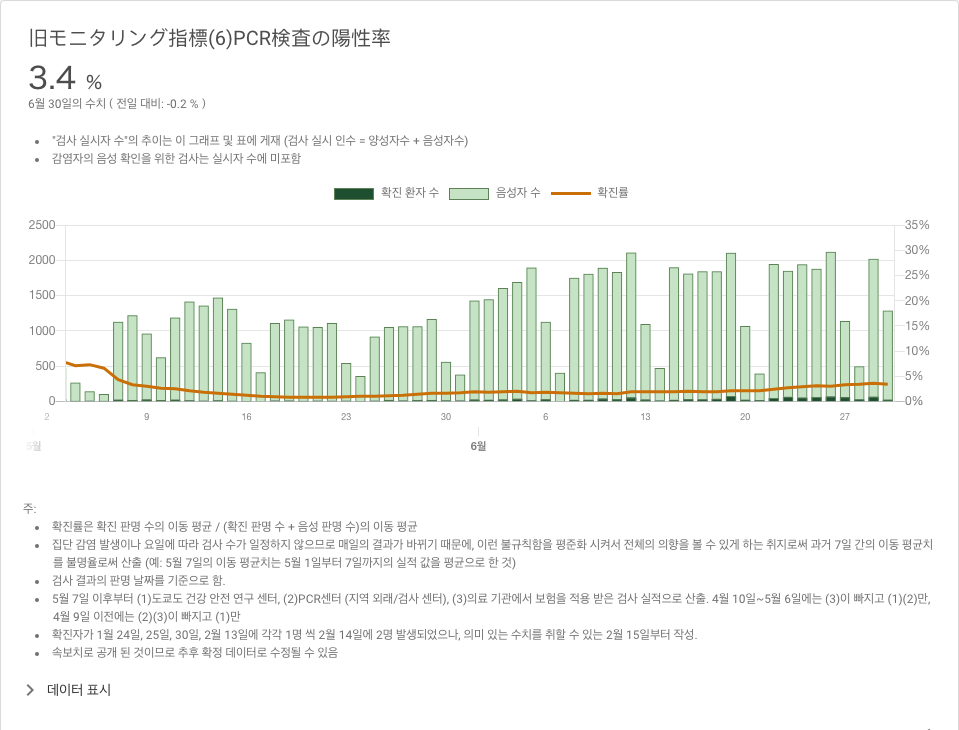 旧モニタリング指標(6)PCR検査の陽性率
3.4 %
6월 30일의 수치 ( 전일 대비: -0.2 % )
"검사 실시자 수"의 추이는 이 그래프 및 표에 게재 (검사 실시 인수 = 양성자수 + 음성자수)
감염자의 음성 확인을 위한 검사는 실시자 수에 미포함
확진 환자 수 음성자 수 확진률
2500 35%
30%
2000
25%
1500 20%
15%
1000
10%
500
5%
0 0%
2 9 16 23 30 6 13 20 27
5월 6월
주:
확진률은 확진 판명 수의 이동 평균 / (확진 판명 수 + 음성 판명 수)의 이동 평균
집단 감염 발생이나 요일에 따라 검사 수가 일정하지 않으므로 매일의 결과가 바뀌기 때문에, 이런 불규칙함을 평준화 시켜서 전체의 의향을 볼 수 있게 하는 취지로써 과거 7일 간의 이동 평균치
를 불명율로써 산출 (예: 5월 7일의 이동 평균치는 5월 1일부터 7일까지의 실적 값을 평균으로 한 것)
검사 결과의 판명 날짜를 기준으로 함.
5월 7일 이후부터 (1)도쿄도 건강 안전 연구 센터, (2)PCR센터 (지역 외래/검사 센터), (3)의료 기관에서 보험을 적용 받은 검사 실적으로 산출. 4월 10일~5월 6일에는 (3)이 빠지고 (1)(2)만,
4월 9일 이전에는 (2)(3)이 빠지고 (1)만
확진자가 1월 24일, 25일, 30일, 2월 13일에 각각 1명 씩 2월 14일에 2명 발생되었으나, 의미 있는 수치를 취할 수 있는 2월 15일부터 작성.
속보치로 공개 된 것이므로 추후 확정 데이터로 수정될 수 있음
데이터 표시